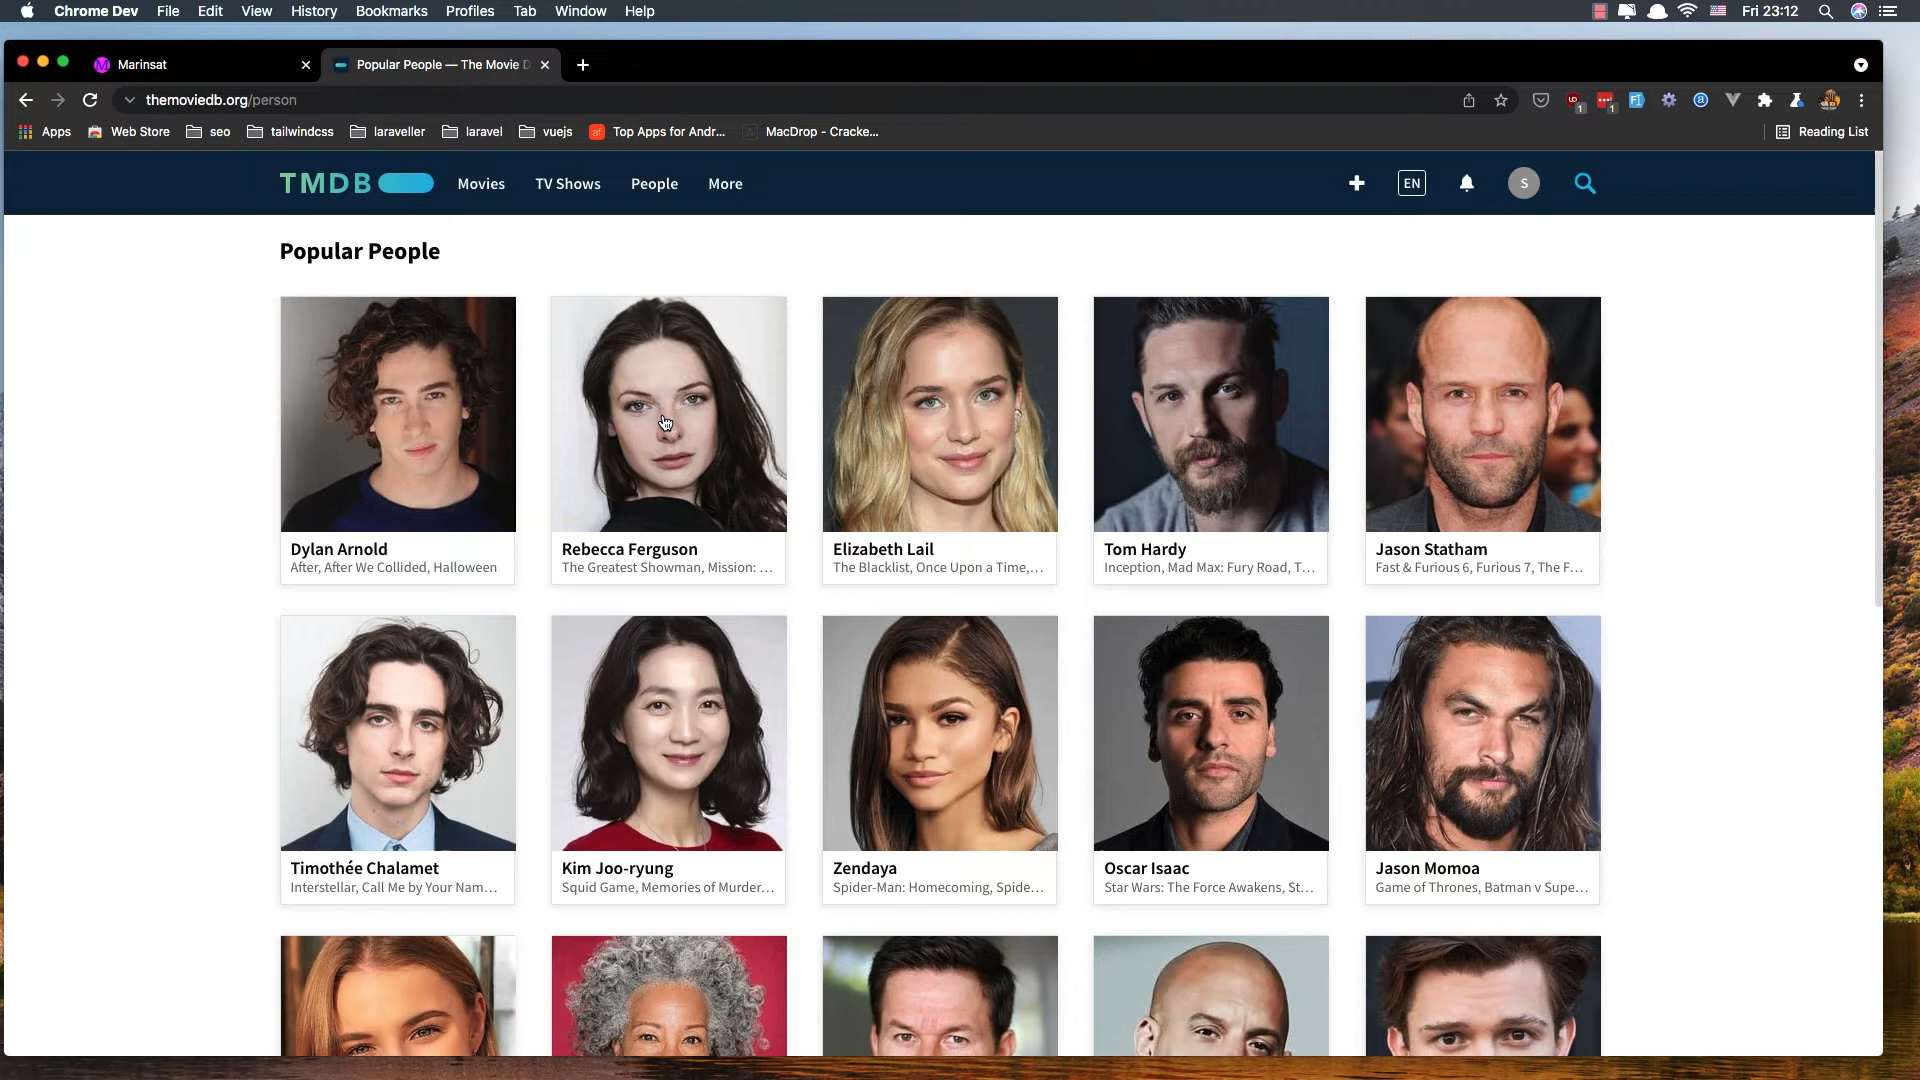 Chrome Dev File Edit View History Bookmarks Profiles Tab Window Help Fri 23:12
Marinsat Popular People — The Movie D
themoviedb.org/person
Apps Web Store seo tailwindcss laraveller laravel vuejs Top Apps for Andr... MacDrop - Cracke... Reading List
TMDB Movies TV Shows People More EN S
Popular People
Dylan Arnold Rebecca Ferguson Elizabeth Lail Tom Hardy Jason Statham
After, After We Collided, Halloween The Greatest Showman, Mission: ... The Blacklist, Once Upon a Time,... Inception, Mad Max: Fury Road, T... Fast & Furious 6, Furious 7, The F...
Timothée Chalamet Kim Joo-ryung Zendaya Oscar Isaac Jason Momoa
Interstellar, Call Me by Your Nam... Squid Game, Memories of Murder... Spider-Man: Homecoming, Spide... Star Wars: The Force Awakens, St... Game of Thrones, Batman v Supe...